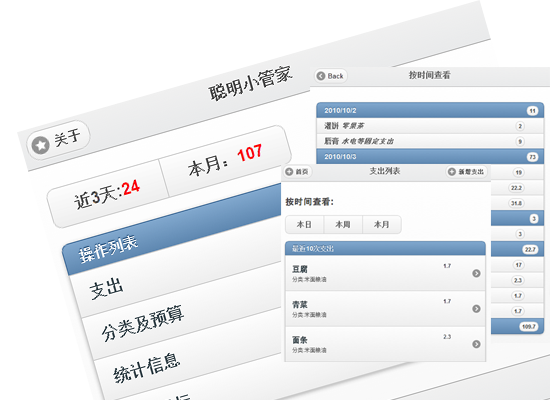 聪明小管家
关于
近3天:24
本月：107
操作列表
支出
分类及预算
统计信息
Back
按时间查看
2010/10/2
11
零菜茶
2
水电等固定支出
9
2010/10/3
73
19
22.2
31.8
3
3
22.7
17
2.3
1.7
1.7
109.7
首页
支出列表
新增支出
按时间查看:
本日
本周
本月
最近10次支出
豆腐
1.7
分类:米面粮油
青菜
1.7
分类:米面粮油
面条
2.3
分类:米面粮油